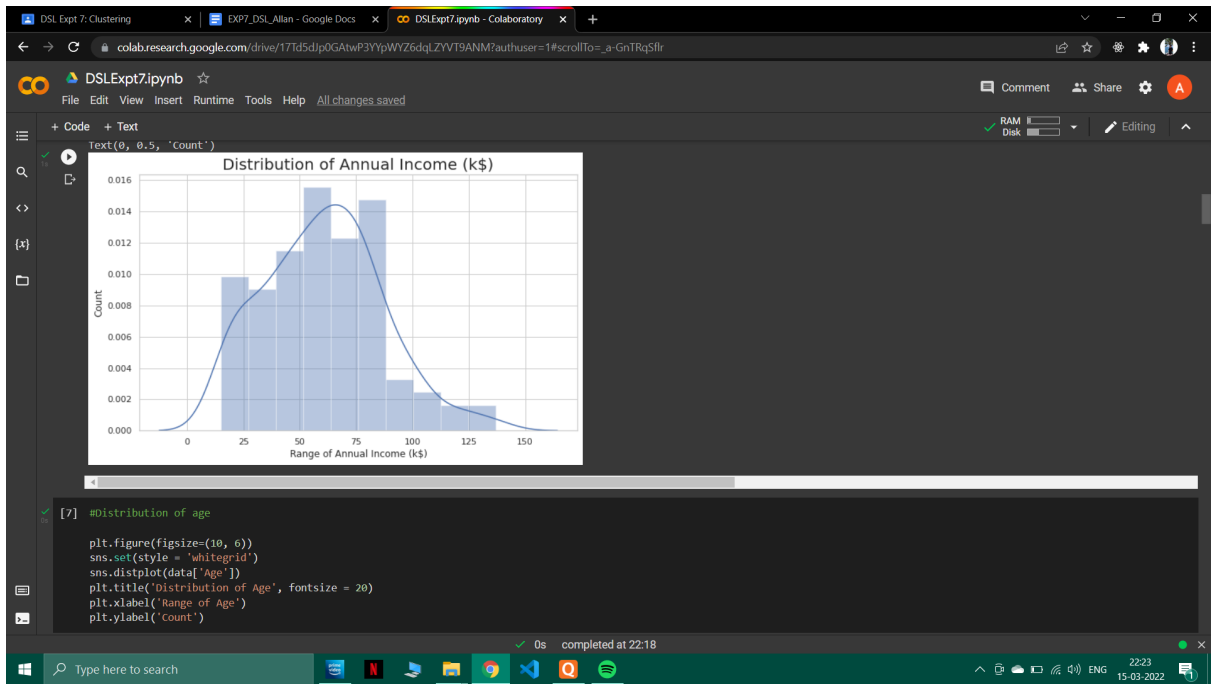 DSL Expt 7: Clustering
EXP7_DSL_Allan - Google Docs
DSLExpt7.ipynb - Colaboratory
colab.research.google.com/drive/17Td5dJp0GAtwP3YYpWYZ6dqLZYVT9ANM?authuser=1#scrollTo=_a-GnTRqSflr
DSLExpt7.ipynb
Comment
Share
A
File Edit View Insert Runtime Tools Help All changes saved
+ Code + Text
RAM
Disk
Editing
Text(0, 0.5, 'Count')
1s
Distribution of Annual Income (k$)
0.016
0.014
0.012
0.010
0.008
0.006
0.004
0.002
0.000
Count
0 25 50 75 100 125 150
Range of Annual Income (k$)
{x}
0s
[7] #Distribution of age
plt.figure(figsize=(10, 6))
sns.set(style = 'whitegrid')
sns.distplot(data['Age'])
plt.title('Distribution of Age', fontsize = 20)
plt.xlabel('Range of Age')
plt.ylabel('Count')
0s completed at 22:18
Type here to search
prime video
N
Q
ENG
22:23
15-03-2022
1